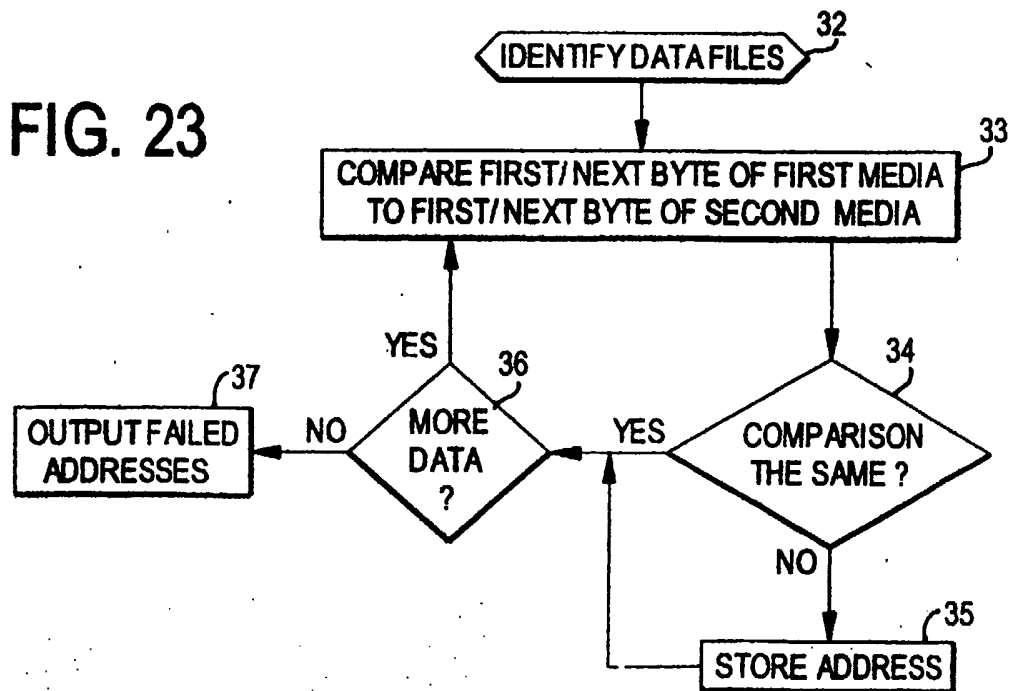 FIG. 23
32
IDENTIFY DATA FILES
33
COMPARE FIRST/NEXT BYTE OF FIRST MEDIA
TO FIRST/NEXT BYTE OF SECOND MEDIA
34
COMPARISON
THE SAME ?
YES
NO
35
STORE ADDRESS
36
MORE
DATA
?
YES
NO
37
OUTPUT FAILED
ADDRESSES